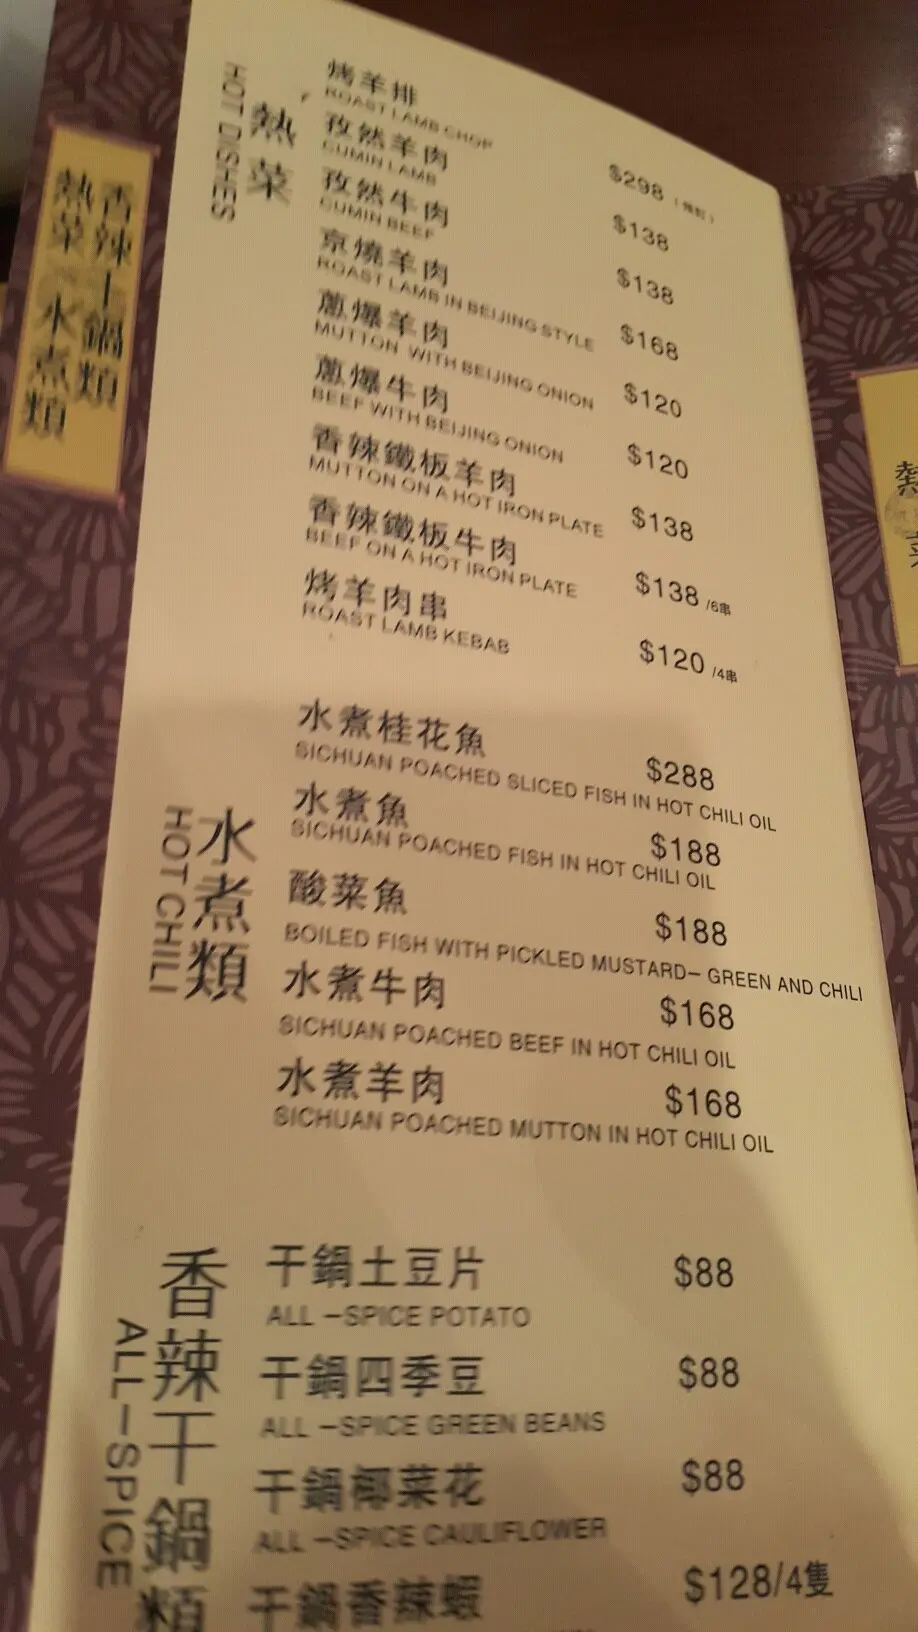 香辣干鍋類
熱菜 水煮類
熱菜
HOT DISHES
烤羊排
ROAST LAMB CHOP
$298
孜然羊肉
CUMIN LAMB
$138
孜然牛肉
CUMIN BEEF
$138
京燒羊肉
ROAST LAMB IN BEIJING STYLE
$168
蔥爆羊肉
MUTTON WITH BEIJING ONION
$120
蔥爆牛肉
BEEF WITH BEIJING ONION
$120
香辣鐵板羊肉
MUTTON ON A HOT IRON PLATE
$138
香辣鐵板牛肉
BEEF ON A HOT IRON PLATE
$138 /6串
烤羊肉串
ROAST LAMB KEBAB
$120 /4串
水煮類
HOT CHILI
水煮桂花魚
$288
SICHUAN POACHED SLICED FISH IN HOT CHILI OIL
水煮魚
$188
SICHUAN POACHED FISH IN HOT CHILI OIL
酸菜魚
$188
BOILED FISH WITH PICKLED MUSTARD- GREEN AND CHILI
水煮牛肉
$168
SICHUAN POACHED BEEF IN HOT CHILI OIL
水煮羊肉
$168
SICHUAN POACHED MUTTON IN HOT CHILI OIL
香辣干鍋類
ALL-SPICE
干鍋土豆片
$88
ALL -SPICE POTATO
干鍋四季豆
$88
ALL -SPICE GREEN BEANS
干鍋椰菜花
$88
ALL -SPICE CAULIFLOWER
干鍋香辣蝦
$128/4隻
熱